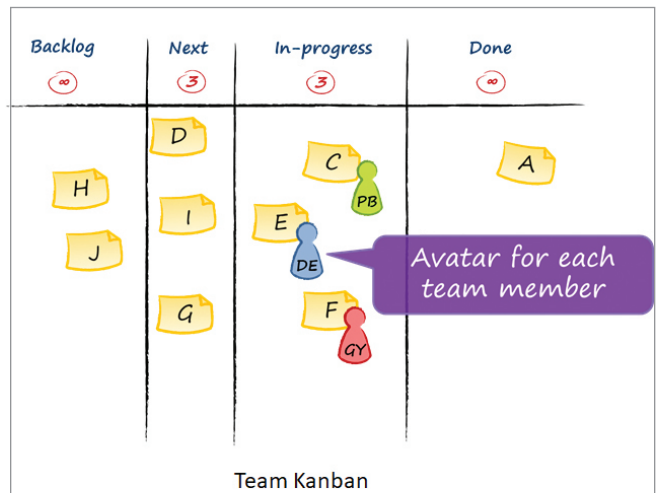 Backlog Next In-progress Done
∞ 3 3 ∞
D
C
A
H
PB
I
E
J
DE
Avatar for each
team member
G
F
GY
Team Kanban